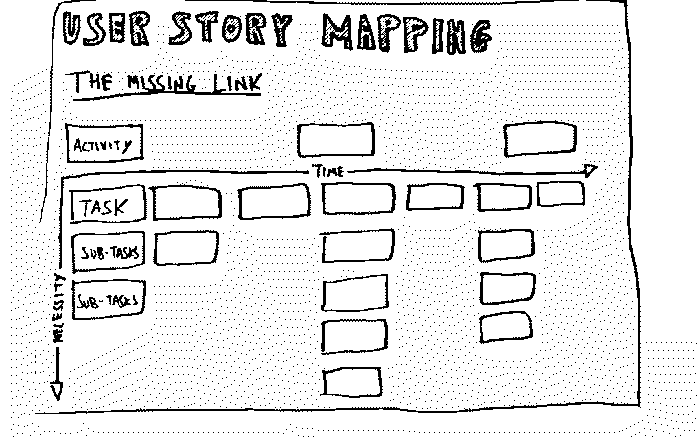 USER STORY MAPPING
THE MISSING LINK
ACTIVITY
TIME
TASK
SUB-TASKS
SUB-TASKS
NECESSITY